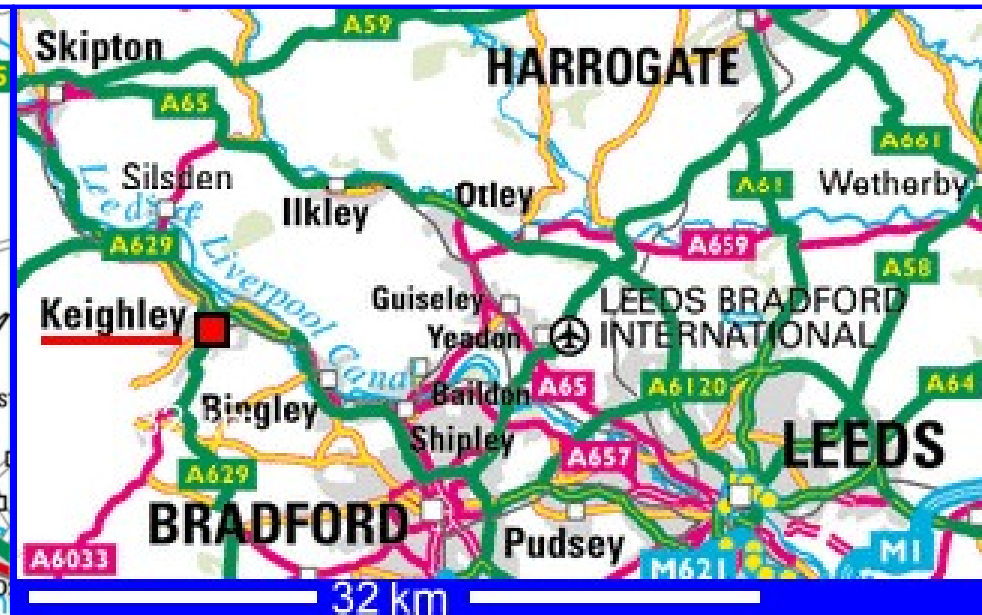 A59
Skipton
HARROGATE
A65
A661
Silsden
A61
Wetherby
Otley
Ilkley
Leeds & Liverpool Canal
A629
A659
A58
Guiseley
LEEDS BRADFORD
INTERNATIONAL
Keighley
Yeadon
A65
A6120
A64
Baildon
Bingley
Shipley
LEEDS
A657
A629
BRADFORD
Pudsey
M1
A6033
M621
32 km